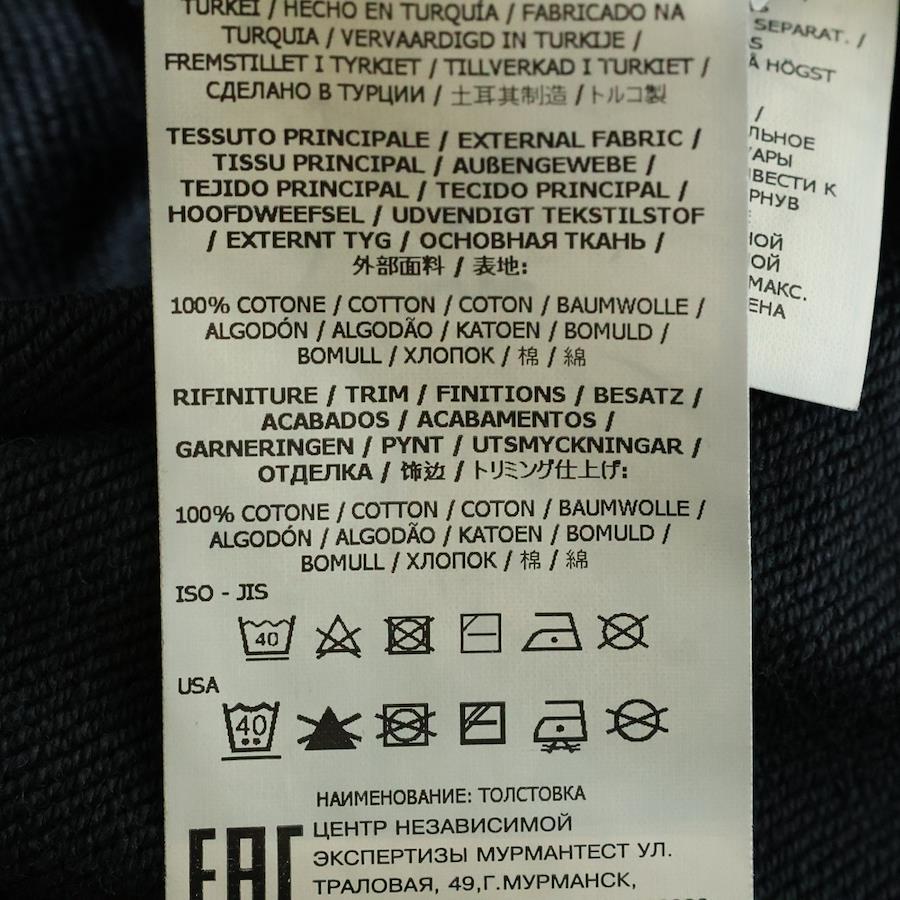 TURKEI / HECHO EN TURQUÍA / FABRICADO NA
TURQUIA / VERVAARDIGD IN TURKIJE /
FREMSTILLET I TYRKIET / TILLVERKAD I TURKIET /
СДЕЛАНО В ТУРЦИИ / 土耳其制造 / トルコ製
TESSUTO PRINCIPALE / EXTERNAL FABRIC /
TISSU PRINCIPAL / AUßENGEWEBE /
TEJIDO PRINCIPAL / TECIDO PRINCIPAL /
HOOFDWEEFSEL / UDVENDIGT TEKSTILSTOF
/ EXTERNT TYG / ОСНОВНАЯ ТКАНЬ /
外部面料 / 表地:
100% COTONE / COTTON / COTON / BAUMWOLLE /
ALGODÓN / ALGODÃO / KATOEN / BOMULD /
BOMULL / ХЛОПОК / 棉 / 綿
RIFINITURE / TRIM / FINITIONS / BESATZ /
ACABADOS / ACABAMENTOS /
GARNERINGEN / PYNT / UTSMYCKNINGAR /
ОТДЕЛКА / 饰边 / トリミング仕上げ:
100% COTONE / COTTON / COTON / BAUMWOLLE /
ALGODÓN / ALGODÃO / KATOEN / BOMULD /
BOMULL / ХЛОПОК / 棉 / 綿
ISO - JIS
40
USA
40
НАИМЕНОВАНИЕ: ТОЛСТОВКА
EAC
ЦЕНТР НЕЗАВИСИМОЙ
ЭКСПЕРТИЗЫ МУРМАНТЕСТ УЛ.
ТРАЛОВАЯ, 49,Г.МУРМАНСК,
SEPARAT. /
S
Å HÖGST
/
ЛЬНОЕ
АРЫ
ВЕСТИ К
РНУВ
НОЙ
ОЙ
МАКС.
ЕНА